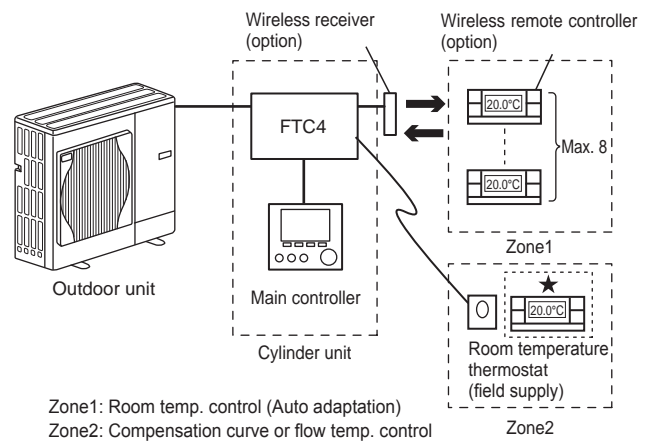 Wireless receiver
(option)
Wireless remote controller
(option)
FTC4
20.0°C
Max. 8
20.0°C
Zone1
Outdoor unit
Main controller
20.0°C
Cylinder unit
Room temperature
thermostat
(field supply)
Zone1: Room temp. control (Auto adaptation)
Zone2: Compensation curve or flow temp. control
Zone2